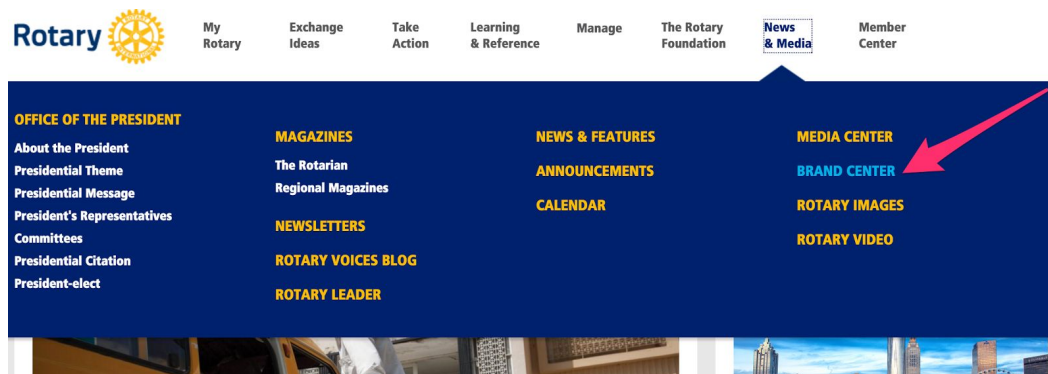 Rotary
My
Rotary
Exchange
Ideas
Take
Action
Learning
& Reference
Manage
The Rotary
Foundation
News
& Media
Member
Center
OFFICE OF THE PRESIDENT
About the President
Presidential Theme
Presidential Message
President's Representatives
Committees
Presidential Citation
President-elect
MAGAZINES
The Rotarian
Regional Magazines
NEWSLETTERS
ROTARY VOICES BLOG
ROTARY LEADER
NEWS & FEATURES
ANNOUNCEMENTS
CALENDAR
MEDIA CENTER
BRAND CENTER
ROTARY IMAGES
ROTARY VIDEO